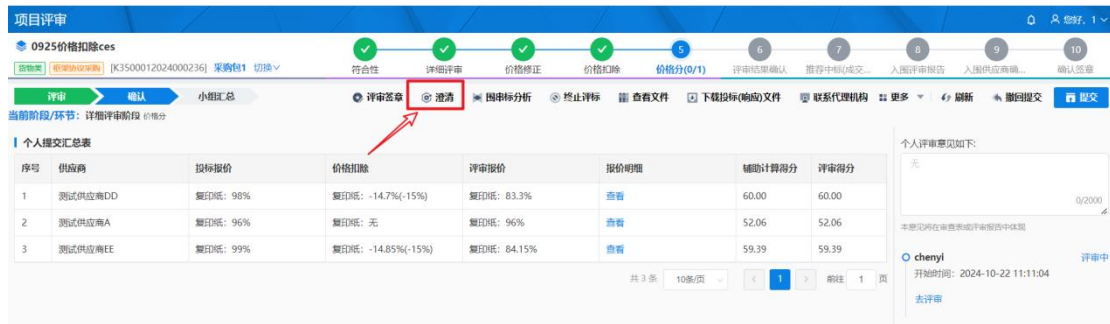 项目评审
您好，1
0925价格扣除ces
货物类 框架协议采购 [K3500012024000236] 采购包1 切换
符合性 详细评审 价格修正 价格扣除 5 价格分(0/1) 6 评审结果确认 7 推荐中标(成交... 8 入围评审报告 9 入围供应商确... 10 确认签章
评审 确认 小组汇总 评审签章 澄清 围串标分析 终止评标 查看文件 下载投标(响应)文件 联系代理机构 更多 刷新 撤回提交 提交
当前阶段/环节：详细评审阶段 价格分
个人提交汇总表
序号 供应商 投标报价 价格扣除 评审报价 报价明细 辅助计算得分 评审得分
1 测试供应商DD 复印纸：98% 复印纸：-14.7%(-15%) 复印纸：83.3% 查看 60.00 60.00
2 测试供应商A 复印纸：96% 复印纸：无 复印纸：96% 查看 52.06 52.06
3 测试供应商EE 复印纸：99% 复印纸：-14.85%(-15%) 复印纸：84.15% 查看 59.39 59.39
共 3 条 10条/页 1 前往 1 页
个人评审意见如下:
无
0/2000
本意见将在审查表或评审报告中体现
chenyi 评审中
开始时间：2024-10-22 11:11:04
去评审